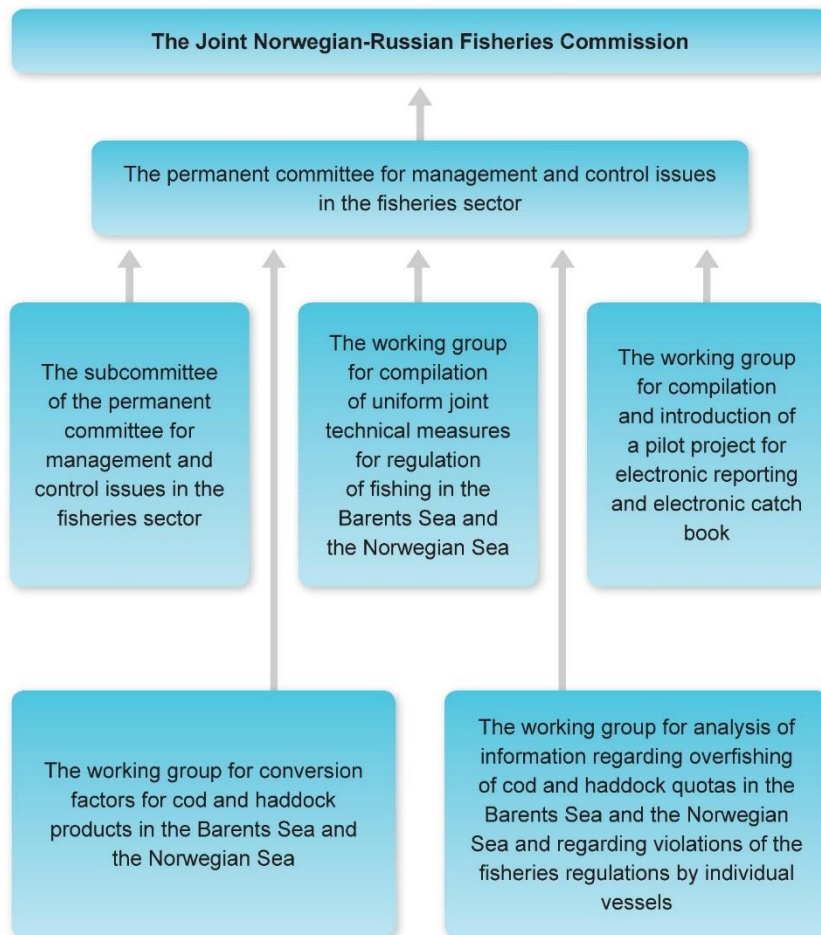 The Joint Norwegian-Russian Fisheries Commission
The permanent committee for management and control issues
in the fisheries sector
The subcommittee
of the permanent
committee for
management and
control issues in the
fisheries sector
The working group
for compilation
of uniform joint
technical measures
for regulation
of fishing in the
Barents Sea and
the Norwegian Sea
The working group
for compilation
and introduction of
a pilot project for
electronic reporting
and electronic catch
book
The working group for conversion
factors for cod and haddock
products in the Barents Sea and
the Norwegian Sea
The working group for analysis of
information regarding overfishing
of cod and haddock quotas in the
Barents Sea and the Norwegian
Sea and regarding violations of the
fisheries regulations by individual
vessels